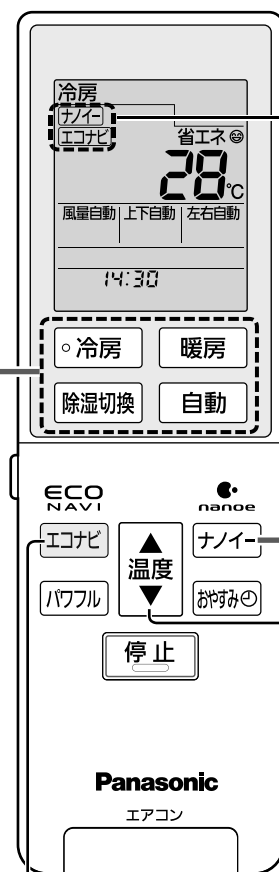 冷房
ナノイー
エコナビ 省エネ
28℃
風量自動 上下自動 左右自動
14:30
冷房 暖房
除湿切換 自動
ECO NAVI
nanoe
エコナビ 温度 ナノイー
パワフル おやすみ
停止
Panasonic
エアコン